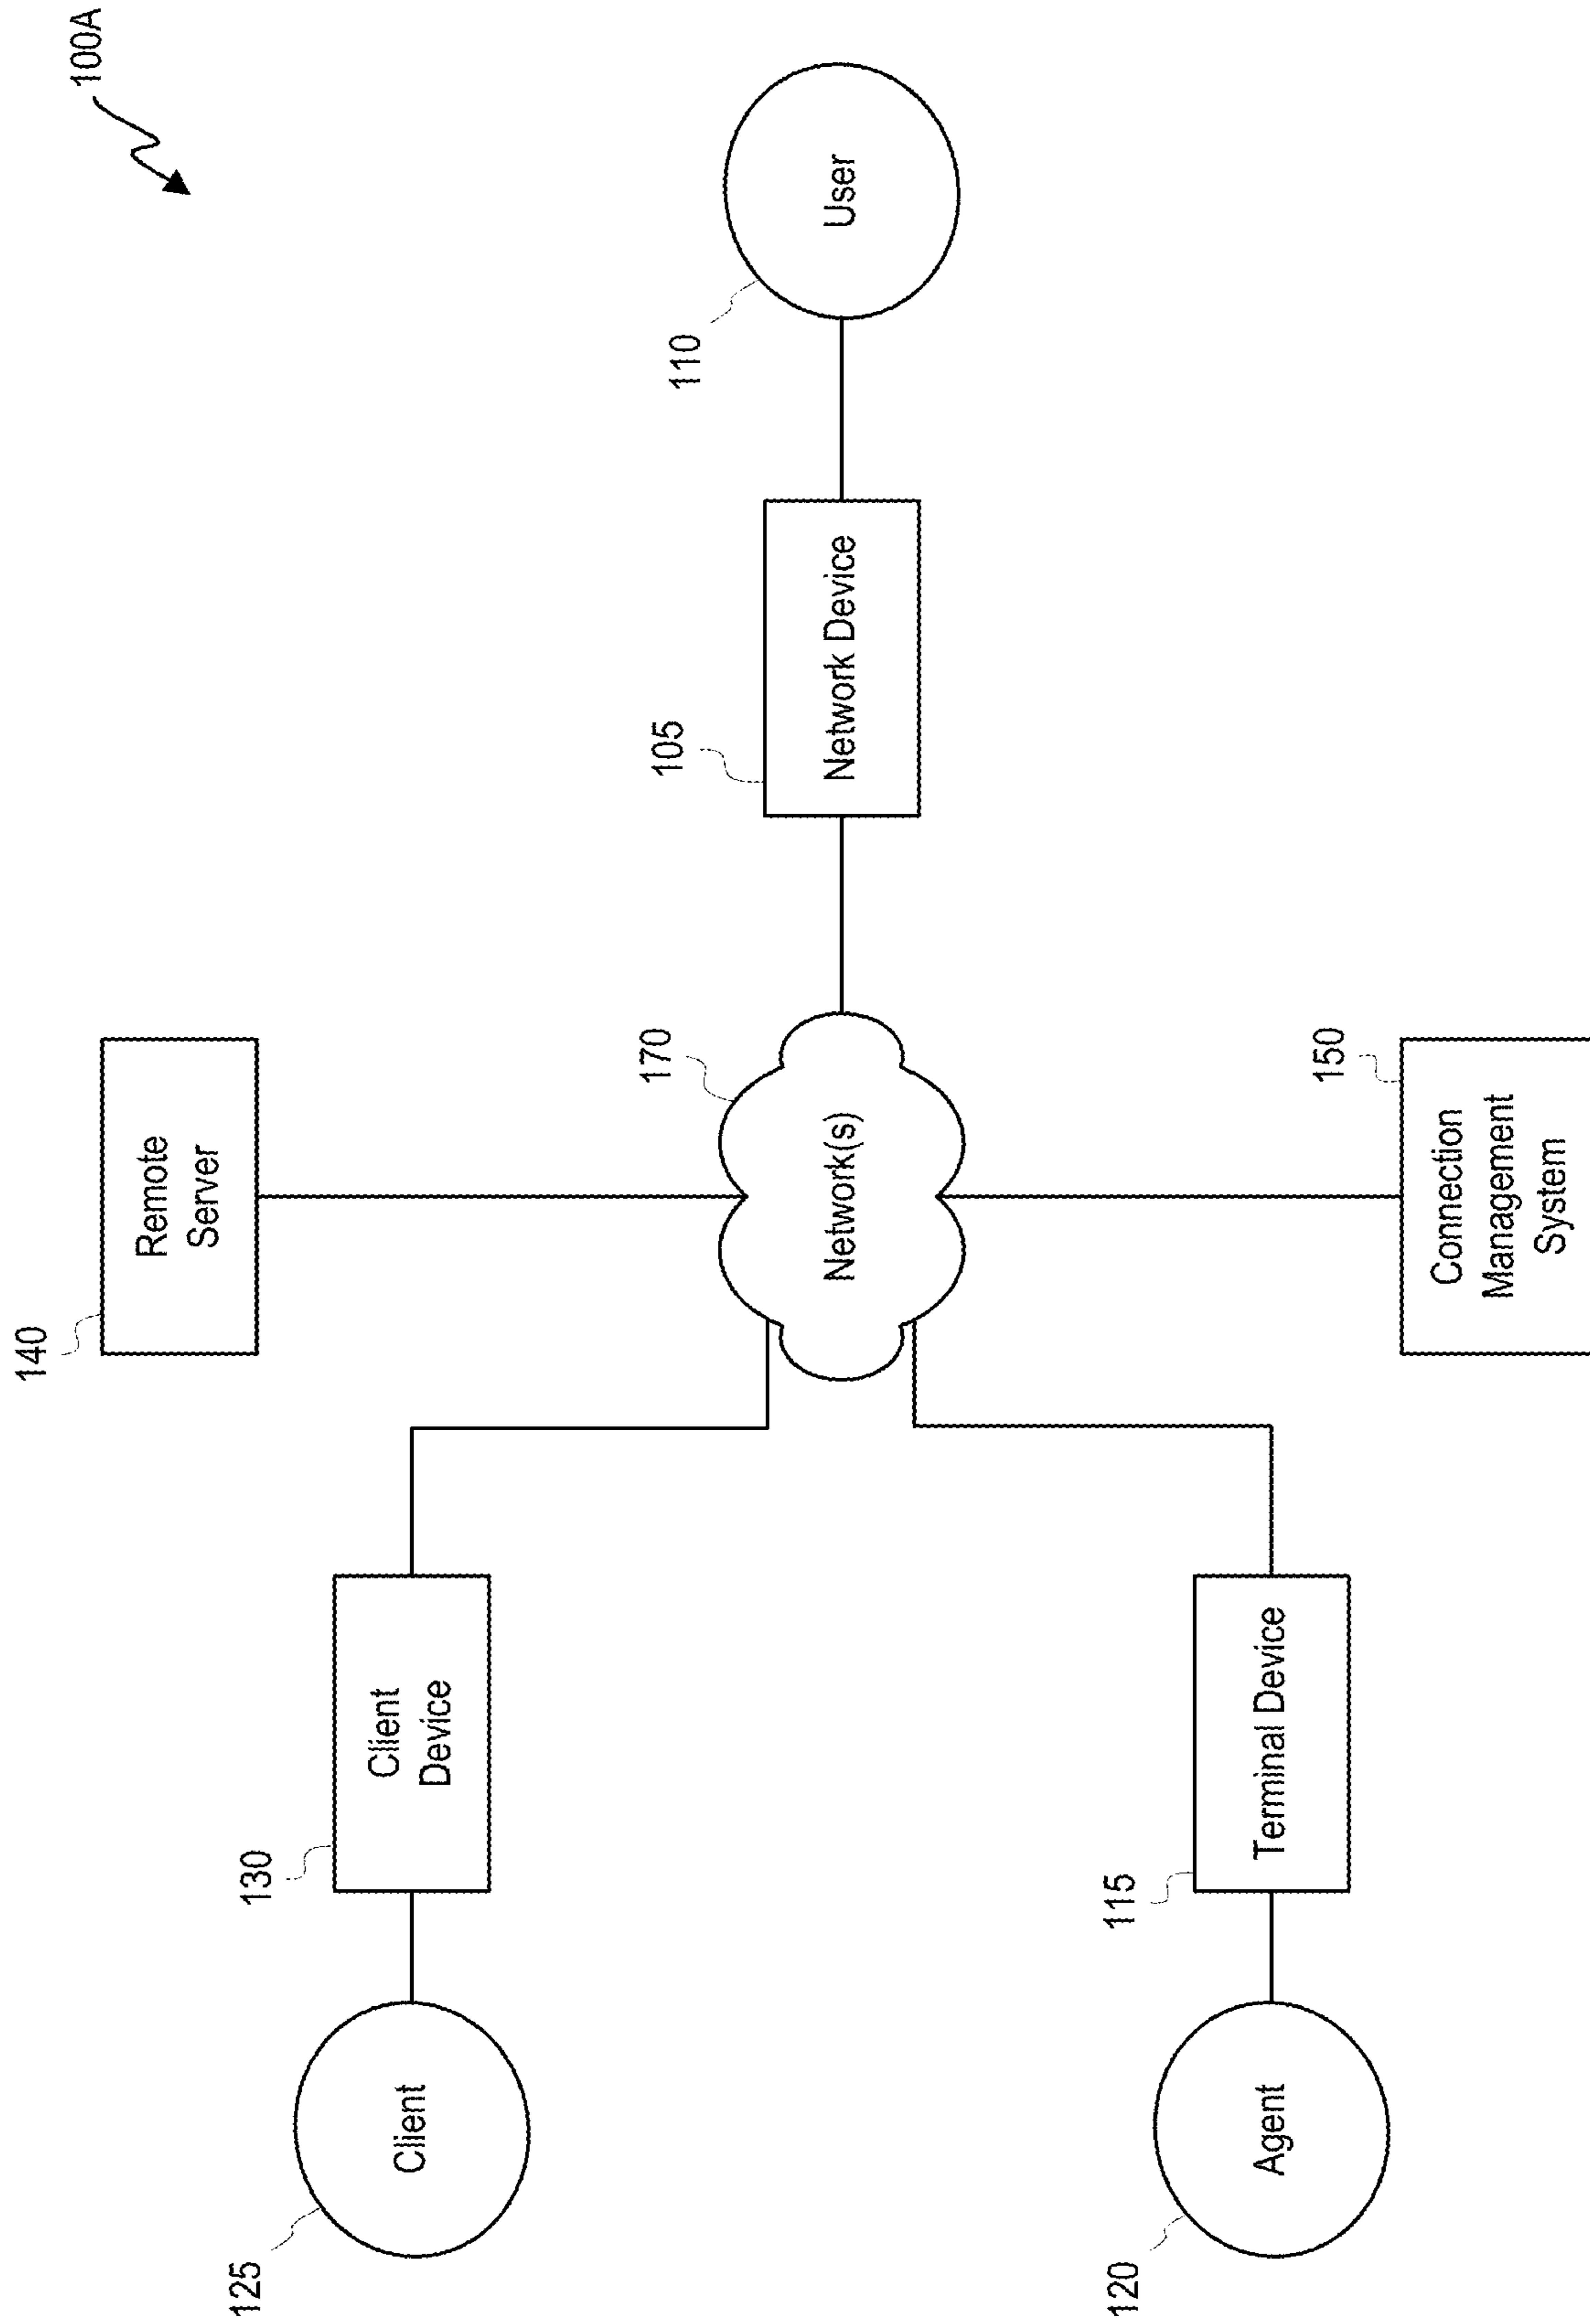 100A
140
Remote
Server
125
Client
130
Client
Device
170
Network(s)
105
Network Device
110
User
120
Agent
115
Terminal Device
150
Connection
Management
System